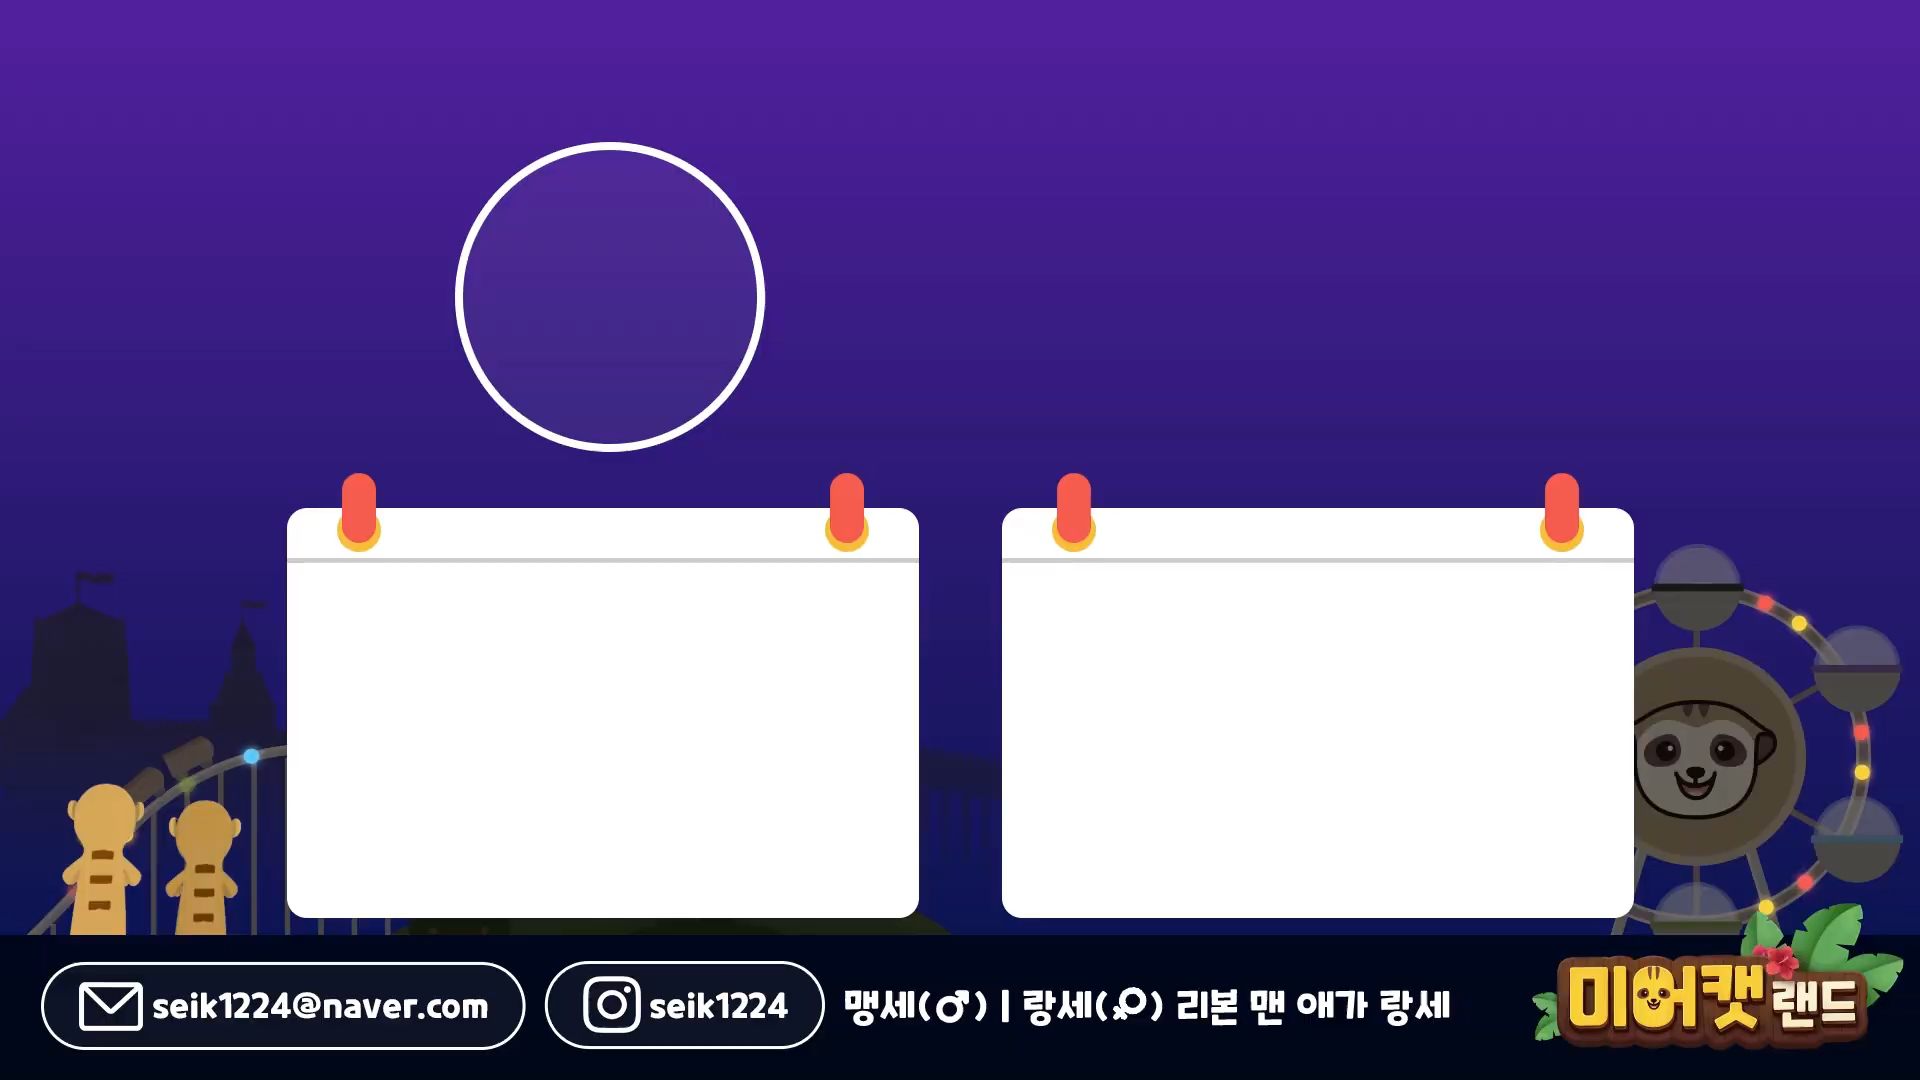 seik1224@naver.com
seik1224
맹세(♂) | 랑세(♀) 리본 맨 애가 랑세
미어캣랜드